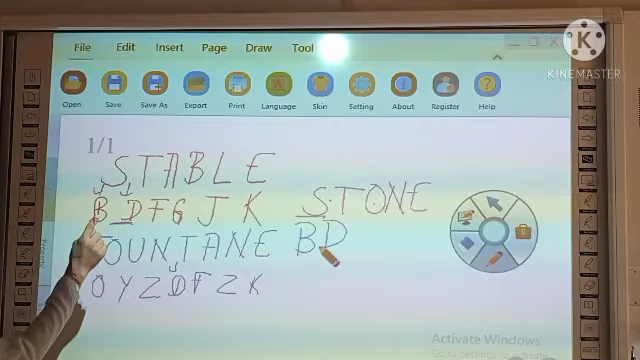 KINEMASTER
File Edit Insert Page Draw Tool
Open Save Save As Export Print Language Skin Setting About Register Help
1/1
STABLE
BDFGJK
STONE
BD
OUNTANE
OYZDFZK
Activate Windows